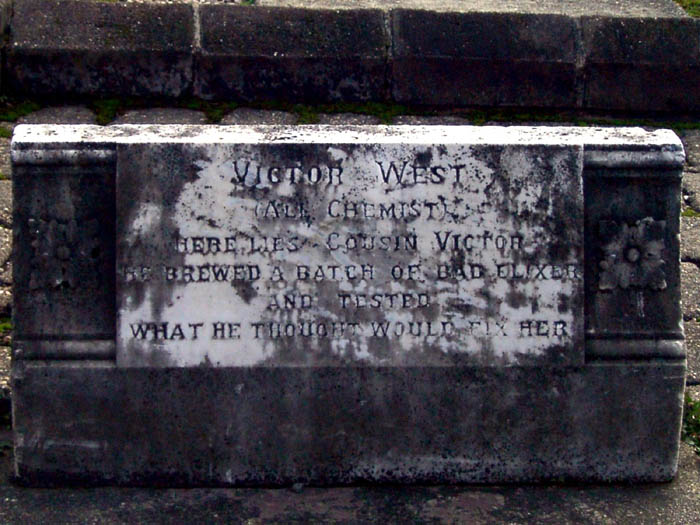 VICTOR WEST
(ALL CHEMIST)
HERE LIES COUSIN VICTOR
HE BREWED A BATCH OF BAD ELIXER
AND TESTED
WHAT HE THOUGHT WOULD FIX HER